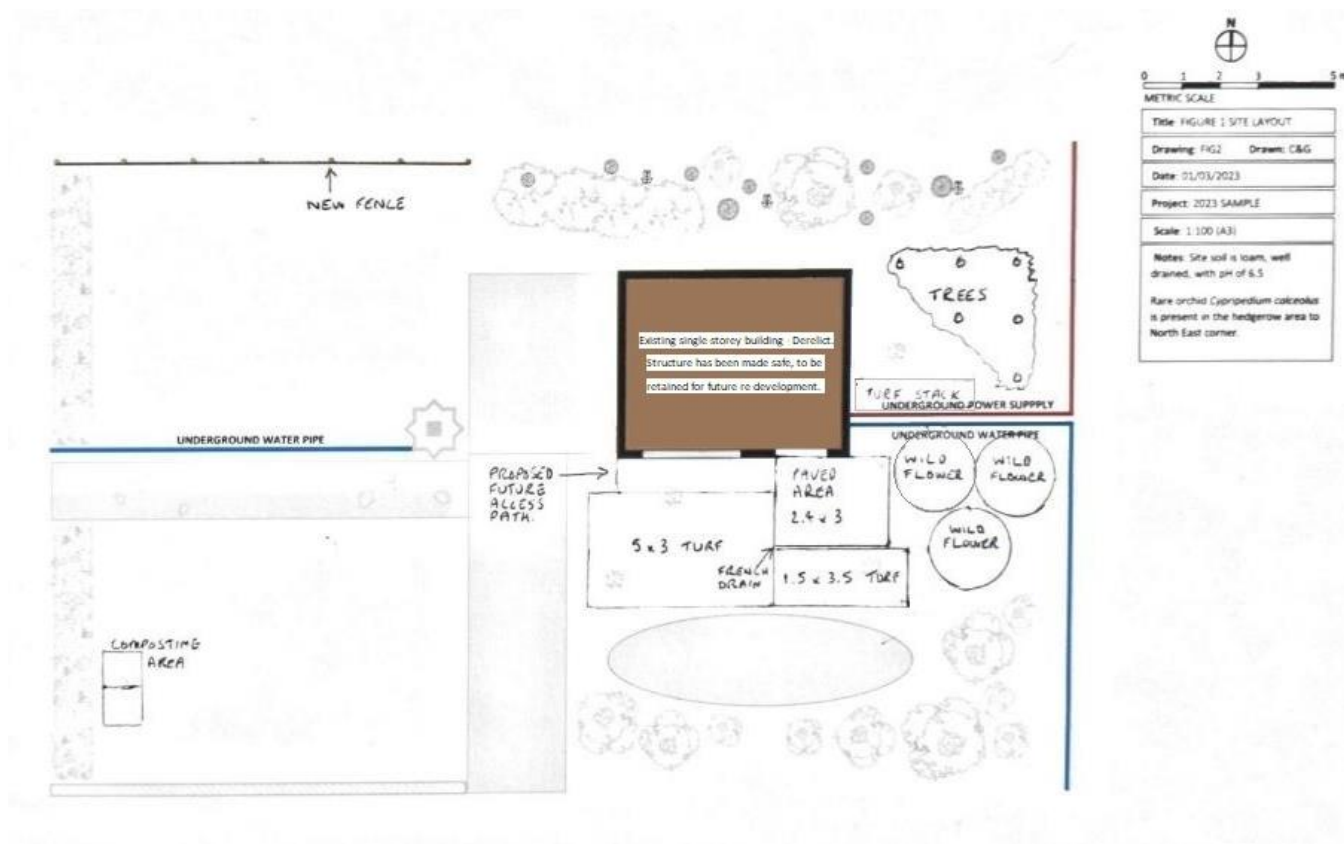 N
0 1 2 3 5 m
METRIC SCALE
Title: FIGURE 1 SITE LAYOUT
Drawing: FIG2 Drawn: C&G
Date: 01/03/2023
Project: 2023 SAMPLE
Scale: 1:100 (A3)
Notes: Site soil is loam, well
drained, with pH of 6.5
Rare orchid Cypripedium calceolus
is present in the hedgerow area to
North East corner.
NEW FENCE
TREES
Existing single storey building - Derelict.
Structure has been made safe, to be
retained for future re-development.
TURF STACK
UNDERGROUND POWER SUPPPLY
UNDERGROUND WATER PIPE
UNDERGROUND WATER PIPE
WILD
FLOWER
WILD
FLOWER
WILD
FLOWER
PROPOSED
FUTURE
ACCESS
PATH.
PAVED
AREA
2.4 x 3
5 x 3 TURF
FRENCH
DRAIN
1.5 x 3.5 TURF
COMPOSTING
AREA